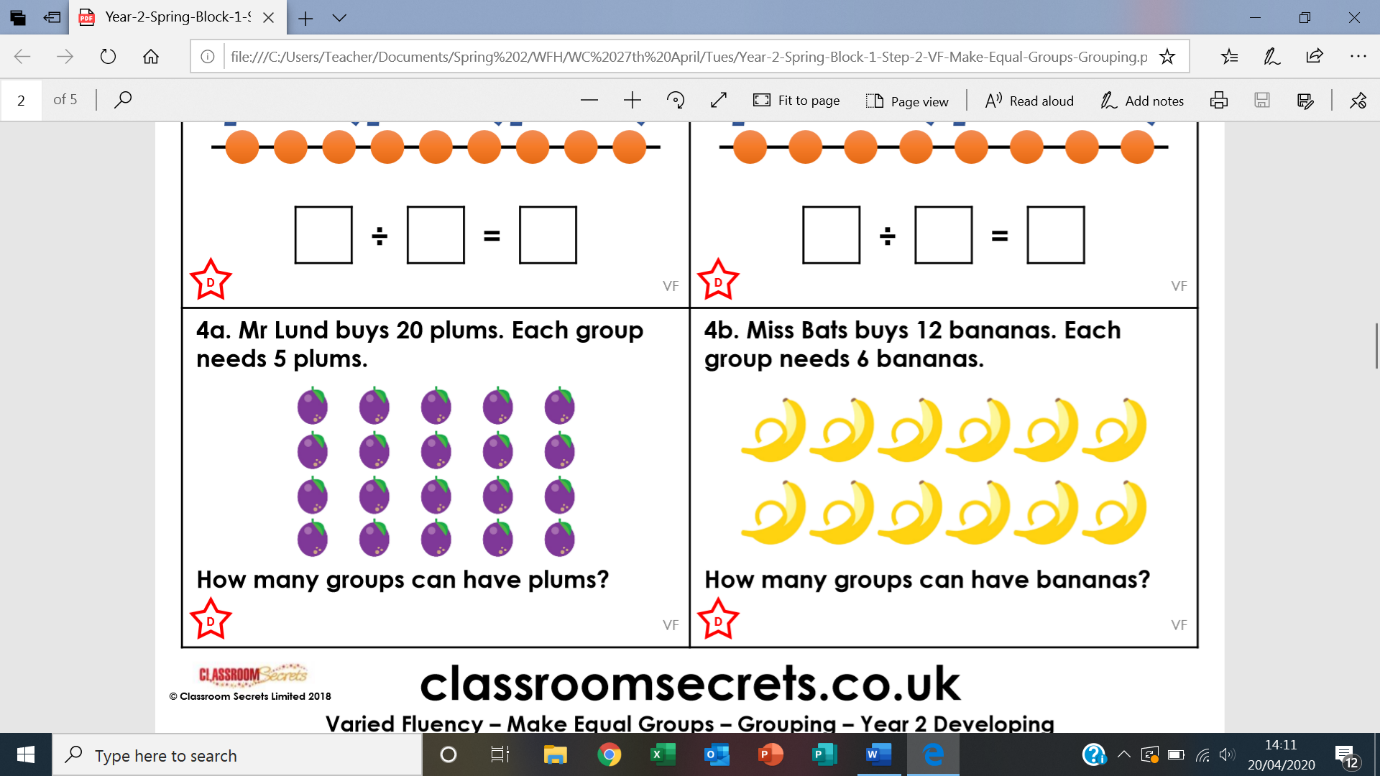 Year-2-Spring-Block-1-S
file:///C:/Users/Teacher/Documents/Spring%202/WFH/WC%2027th%20April/Tues/Year-2-Spring-Block-1-Step-2-VF-Make-Equal-Groups-Grouping.p
2 of 5
Fit to page
Page view
Read aloud
Add notes
÷ =
÷ =
D
VF
D
VF
4a. Mr Lund buys 20 plums. Each group
needs 5 plums.
How many groups can have plums?
D
VF
4b. Miss Bats buys 12 bananas. Each
group needs 6 bananas.
How many groups can have bananas?
D
VF
CLASSROOM Secrets
© Classroom Secrets Limited 2018
classroomsecrets.co.uk
Varied Fluency – Make Equal Groups – Grouping – Year 2 Developing
Type here to search
14:11
20/04/2020
12